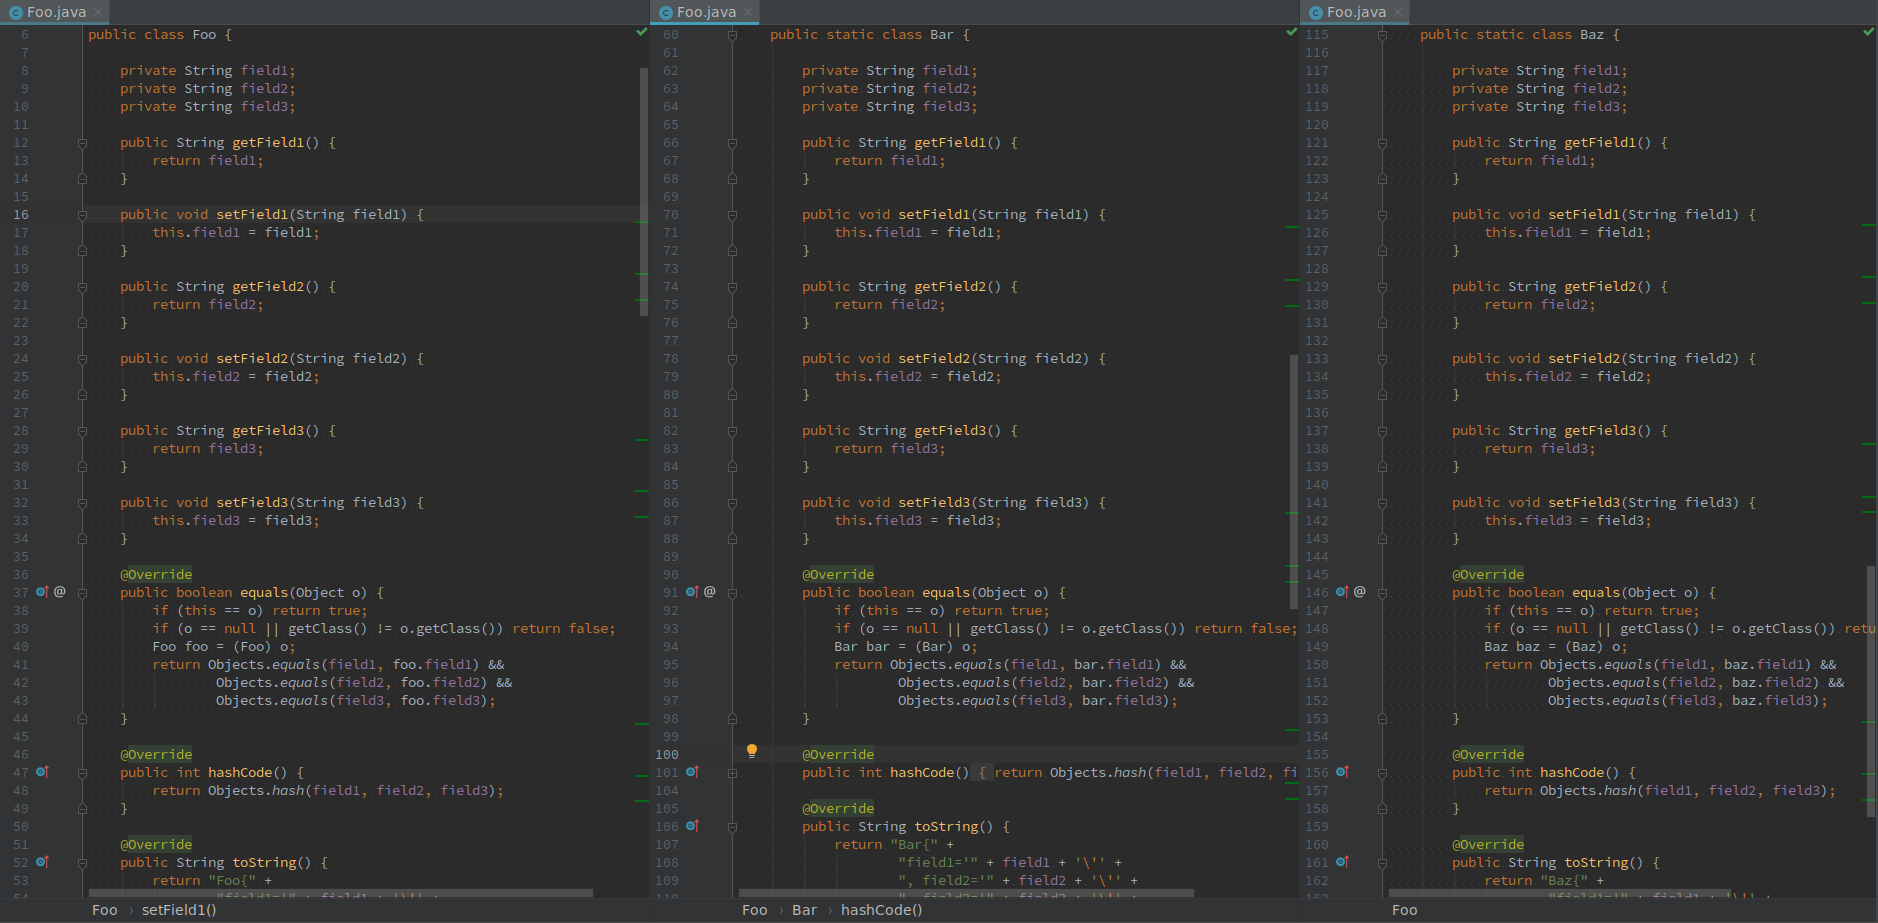 Foo.java
6 public class Foo {
7
8 private String field1;
9 private String field2;
10 private String field3;
11
12 public String getField1() {
13 return field1;
14 }
15
16 public void setField1(String field1) {
17 this.field1 = field1;
18 }
19
20 public String getField2() {
21 return field2;
22 }
23
24 public void setField2(String field2) {
25 this.field2 = field2;
26 }
27
28 public String getField3() {
29 return field3;
30 }
31
32 public void setField3(String field3) {
33 this.field3 = field3;
34 }
35
36 @Override
37 @ public boolean equals(Object o) {
38 if (this == o) return true;
39 if (o == null || getClass() != o.getClass()) return false;
40 Foo foo = (Foo) o;
41 return Objects.equals(field1, foo.field1) &&
42 Objects.equals(field2, foo.field2) &&
43 Objects.equals(field3, foo.field3);
44 }
45
46 @Override
47 public int hashCode() {
48 return Objects.hash(field1, field2, field3);
49 }
50
51 @Override
52 public String toString() {
53 return "Foo{" +
Foo › setField1()
Foo.java
60 public static class Bar {
61
62 private String field1;
63 private String field2;
64 private String field3;
65
66 public String getField1() {
67 return field1;
68 }
69
70 public void setField1(String field1) {
71 this.field1 = field1;
72 }
73
74 public String getField2() {
75 return field2;
76 }
77
78 public void setField2(String field2) {
79 this.field2 = field2;
80 }
81
82 public String getField3() {
83 return field3;
84 }
85
86 public void setField3(String field3) {
87 this.field3 = field3;
88 }
89
90 @Override
91 @ public boolean equals(Object o) {
92 if (this == o) return true;
93 if (o == null || getClass() != o.getClass()) return false;
94 Bar bar = (Bar) o;
95 return Objects.equals(field1, bar.field1) &&
96 Objects.equals(field2, bar.field2) &&
97 Objects.equals(field3, bar.field3);
98 }
99
100 @Override
101 public int hashCode() { return Objects.hash(field1, field2, fi
104
105 @Override
106 public String toString() {
107 return "Bar{" +
108 "field1='" + field1 + '\'' +
109 ", field2='" + field2 + '\'' +
Foo › Bar › hashCode()
Foo.java
115 public static class Baz {
116
117 private String field1;
118 private String field2;
119 private String field3;
120
121 public String getField1() {
122 return field1;
123 }
124
125 public void setField1(String field1) {
126 this.field1 = field1;
127 }
128
129 public String getField2() {
130 return field2;
131 }
132
133 public void setField2(String field2) {
134 this.field2 = field2;
135 }
136
137 public String getField3() {
138 return field3;
139 }
140
141 public void setField3(String field3) {
142 this.field3 = field3;
143 }
144
145 @Override
146 @ public boolean equals(Object o) {
147 if (this == o) return true;
148 if (o == null || getClass() != o.getClass()) retu
149 Baz baz = (Baz) o;
150 return Objects.equals(field1, baz.field1) &&
151 Objects.equals(field2, baz.field2) &&
152 Objects.equals(field3, baz.field3);
153 }
154
155 @Override
156 public int hashCode() {
157 return Objects.hash(field1, field2, field3);
158 }
159
160 @Override
161 public String toString() {
162 return "Baz{" +
Foo